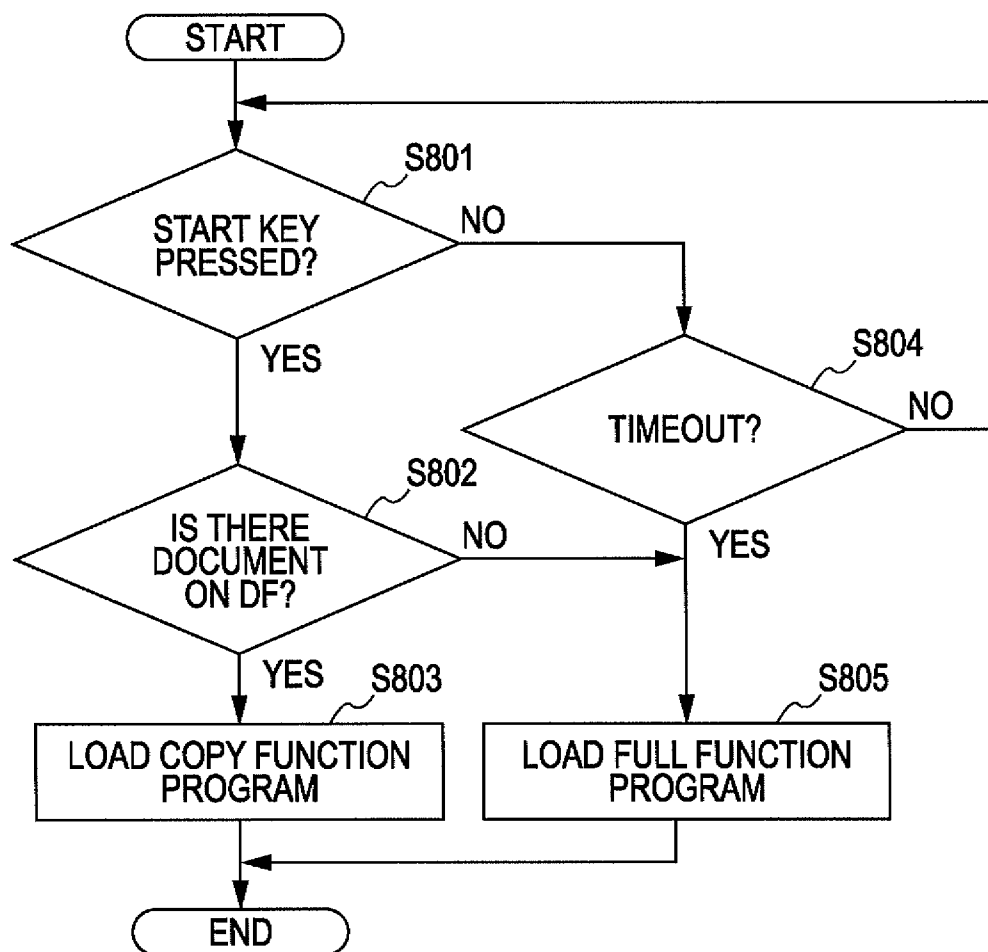 START
S801
START KEY
PRESSED?
NO
YES
S804
TIMEOUT?
NO
YES
S802
IS THERE
DOCUMENT
ON DF?
NO
YES
S803
LOAD COPY FUNCTION
PROGRAM
S805
LOAD FULL FUNCTION
PROGRAM
END